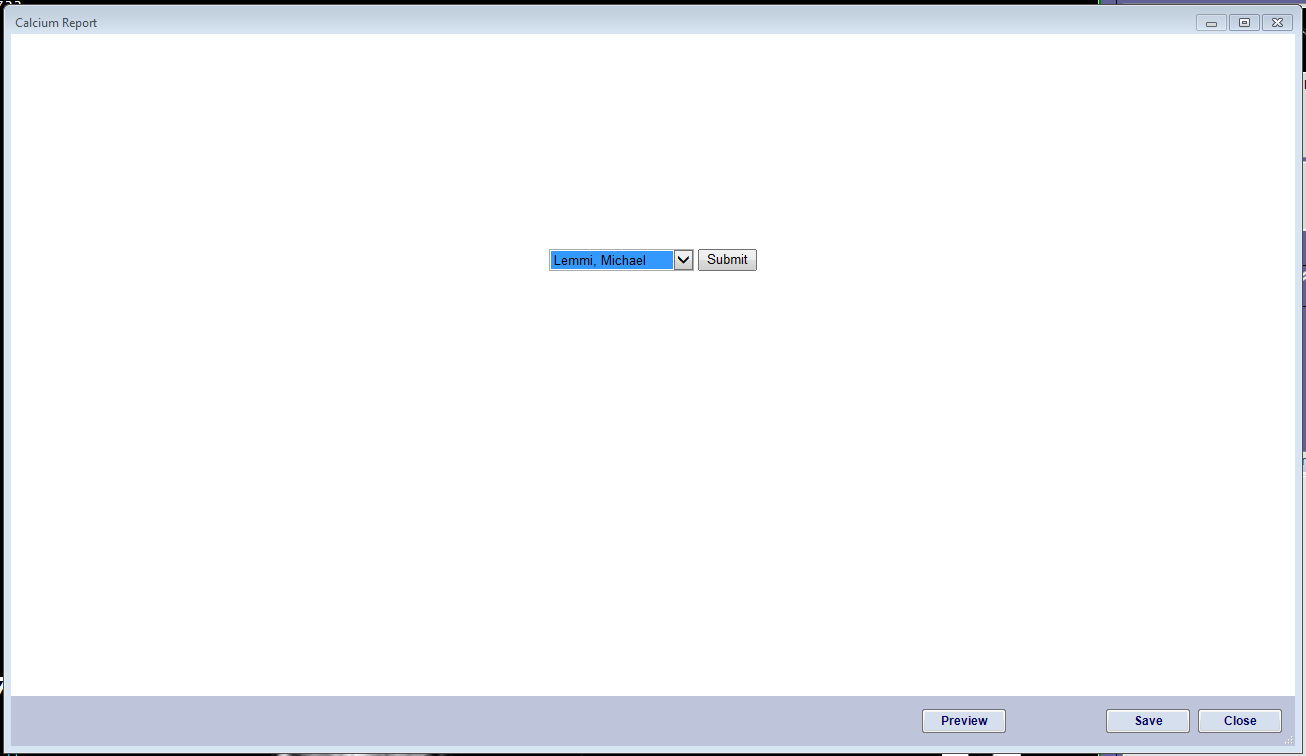 Calcium Report
Lemmi, Michael Submit
Preview Save Close